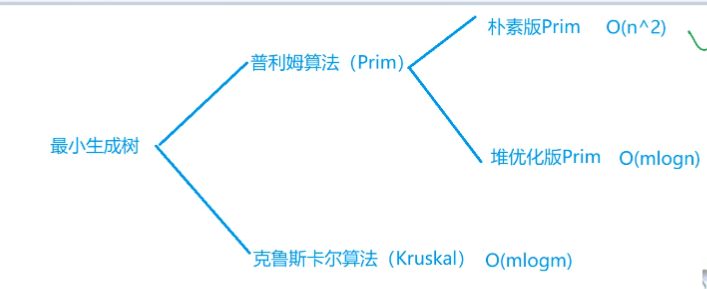 朴素版Prim O(n^2)
普利姆算法（Prim）
最小生成树
堆优化版Prim O(mlogn)
克鲁斯卡尔算法（Kruskal） O(mlogm)